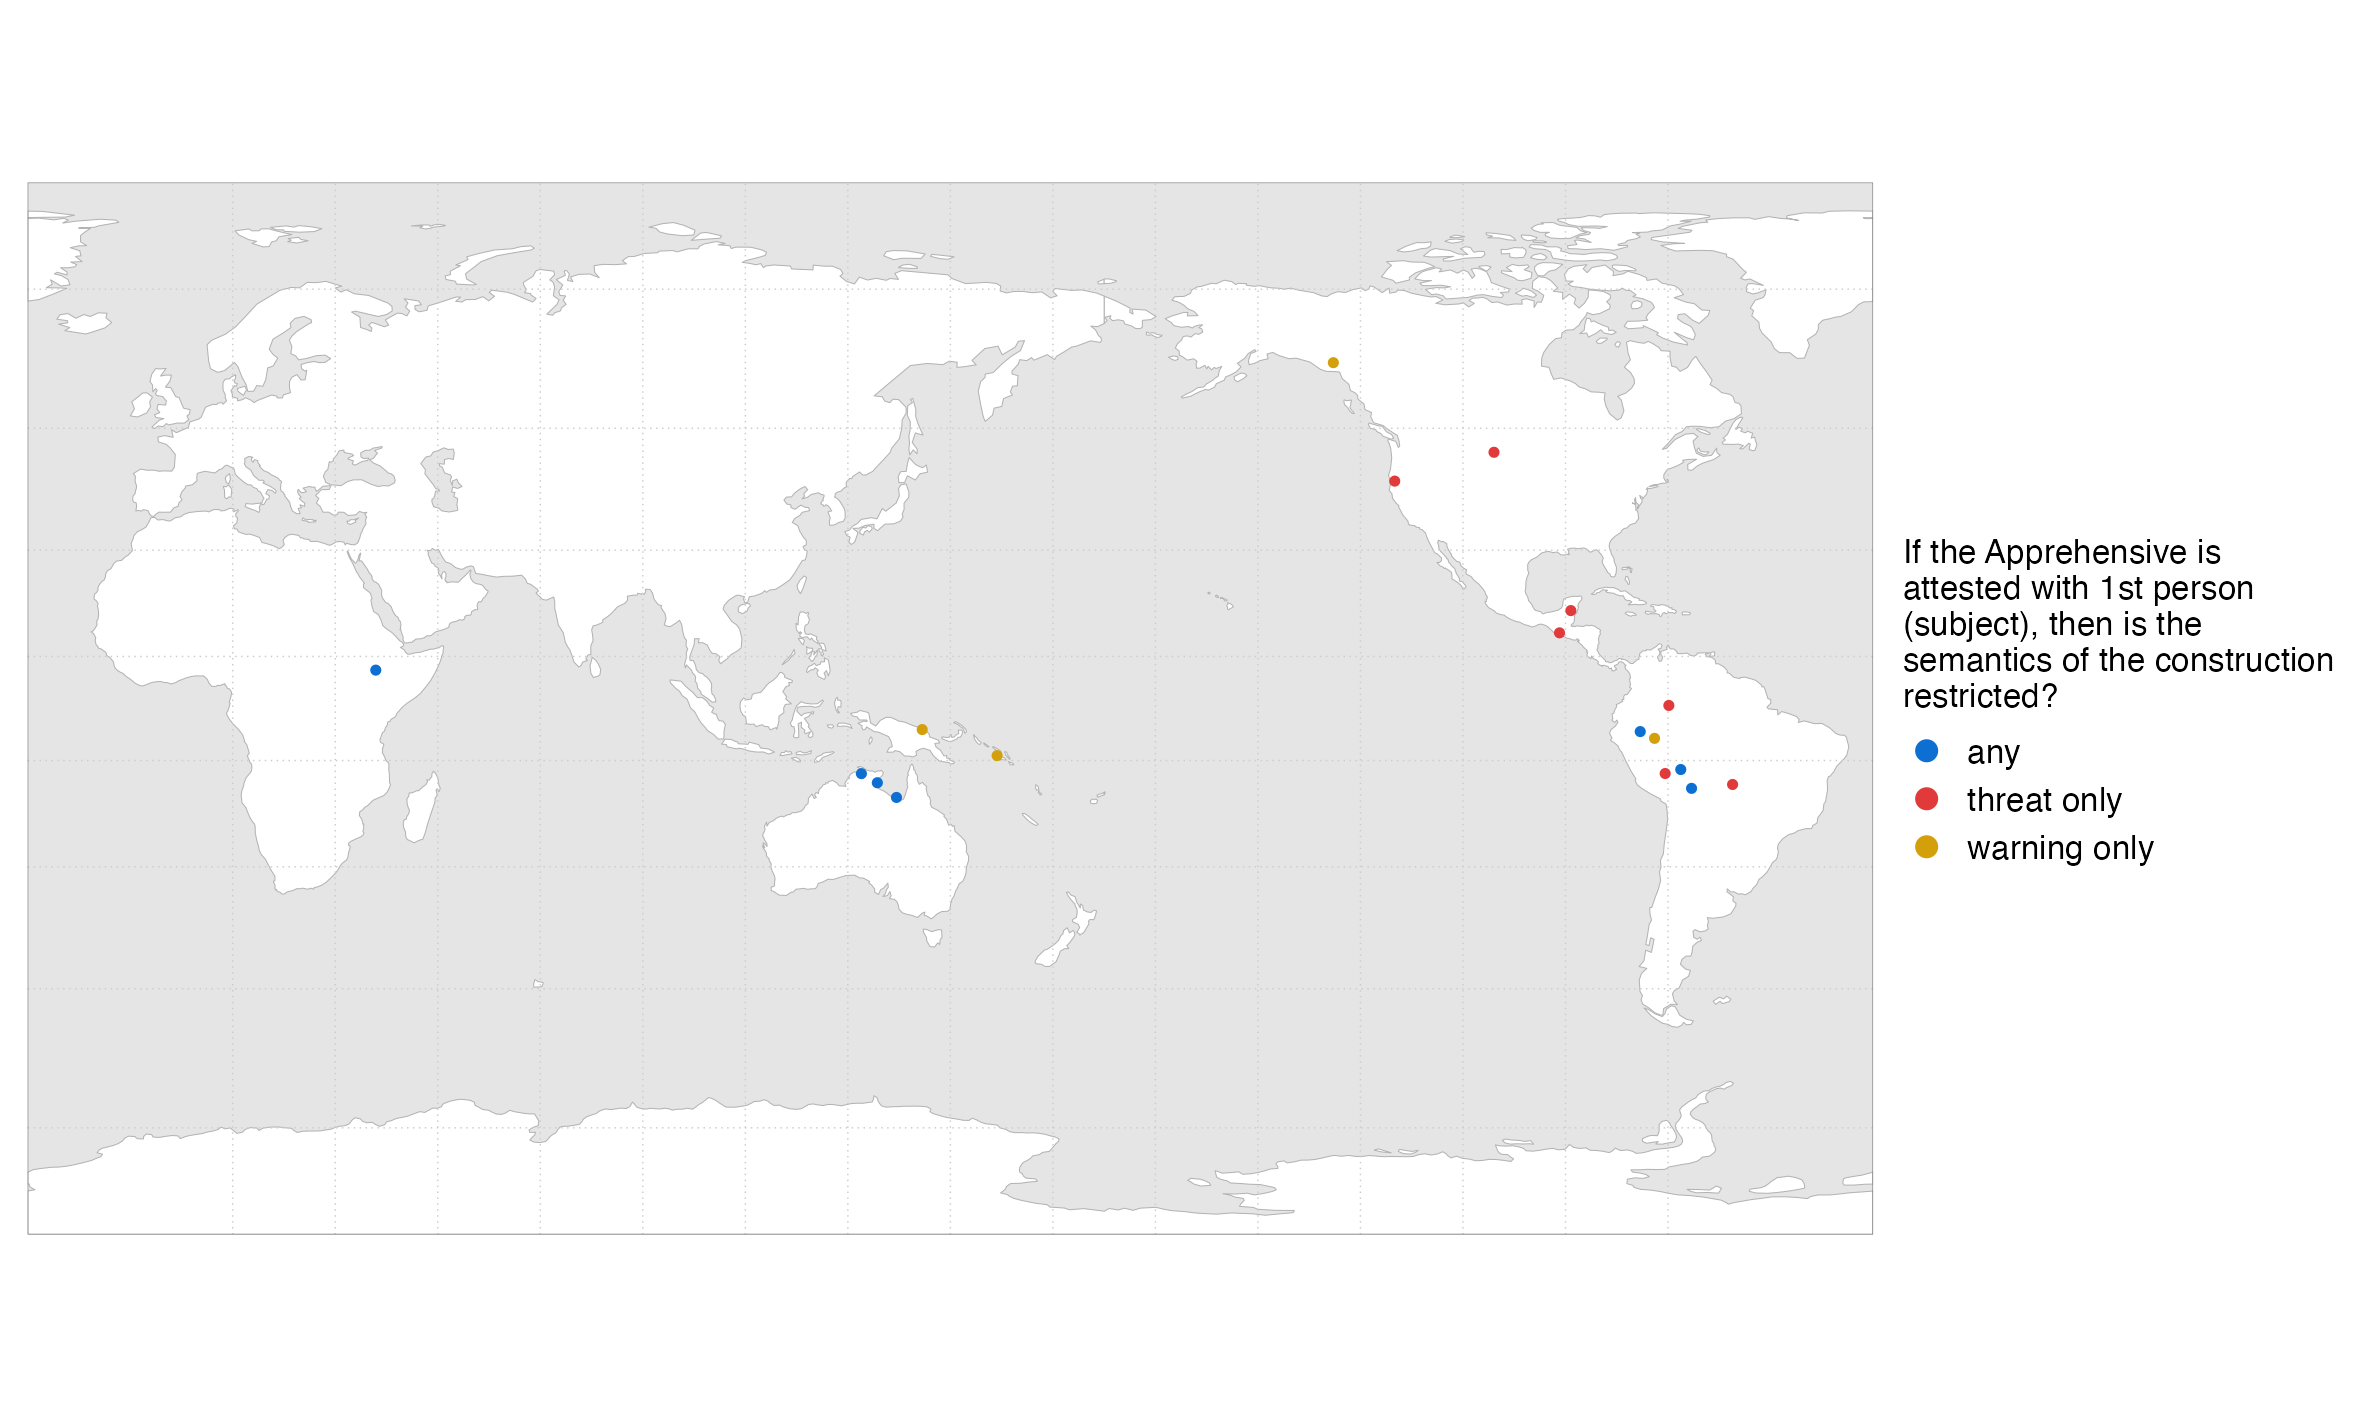 If the Apprehensive is
attested with 1st person
(subject), then is the
semantics of the construction
restricted?
any
threat only
warning only